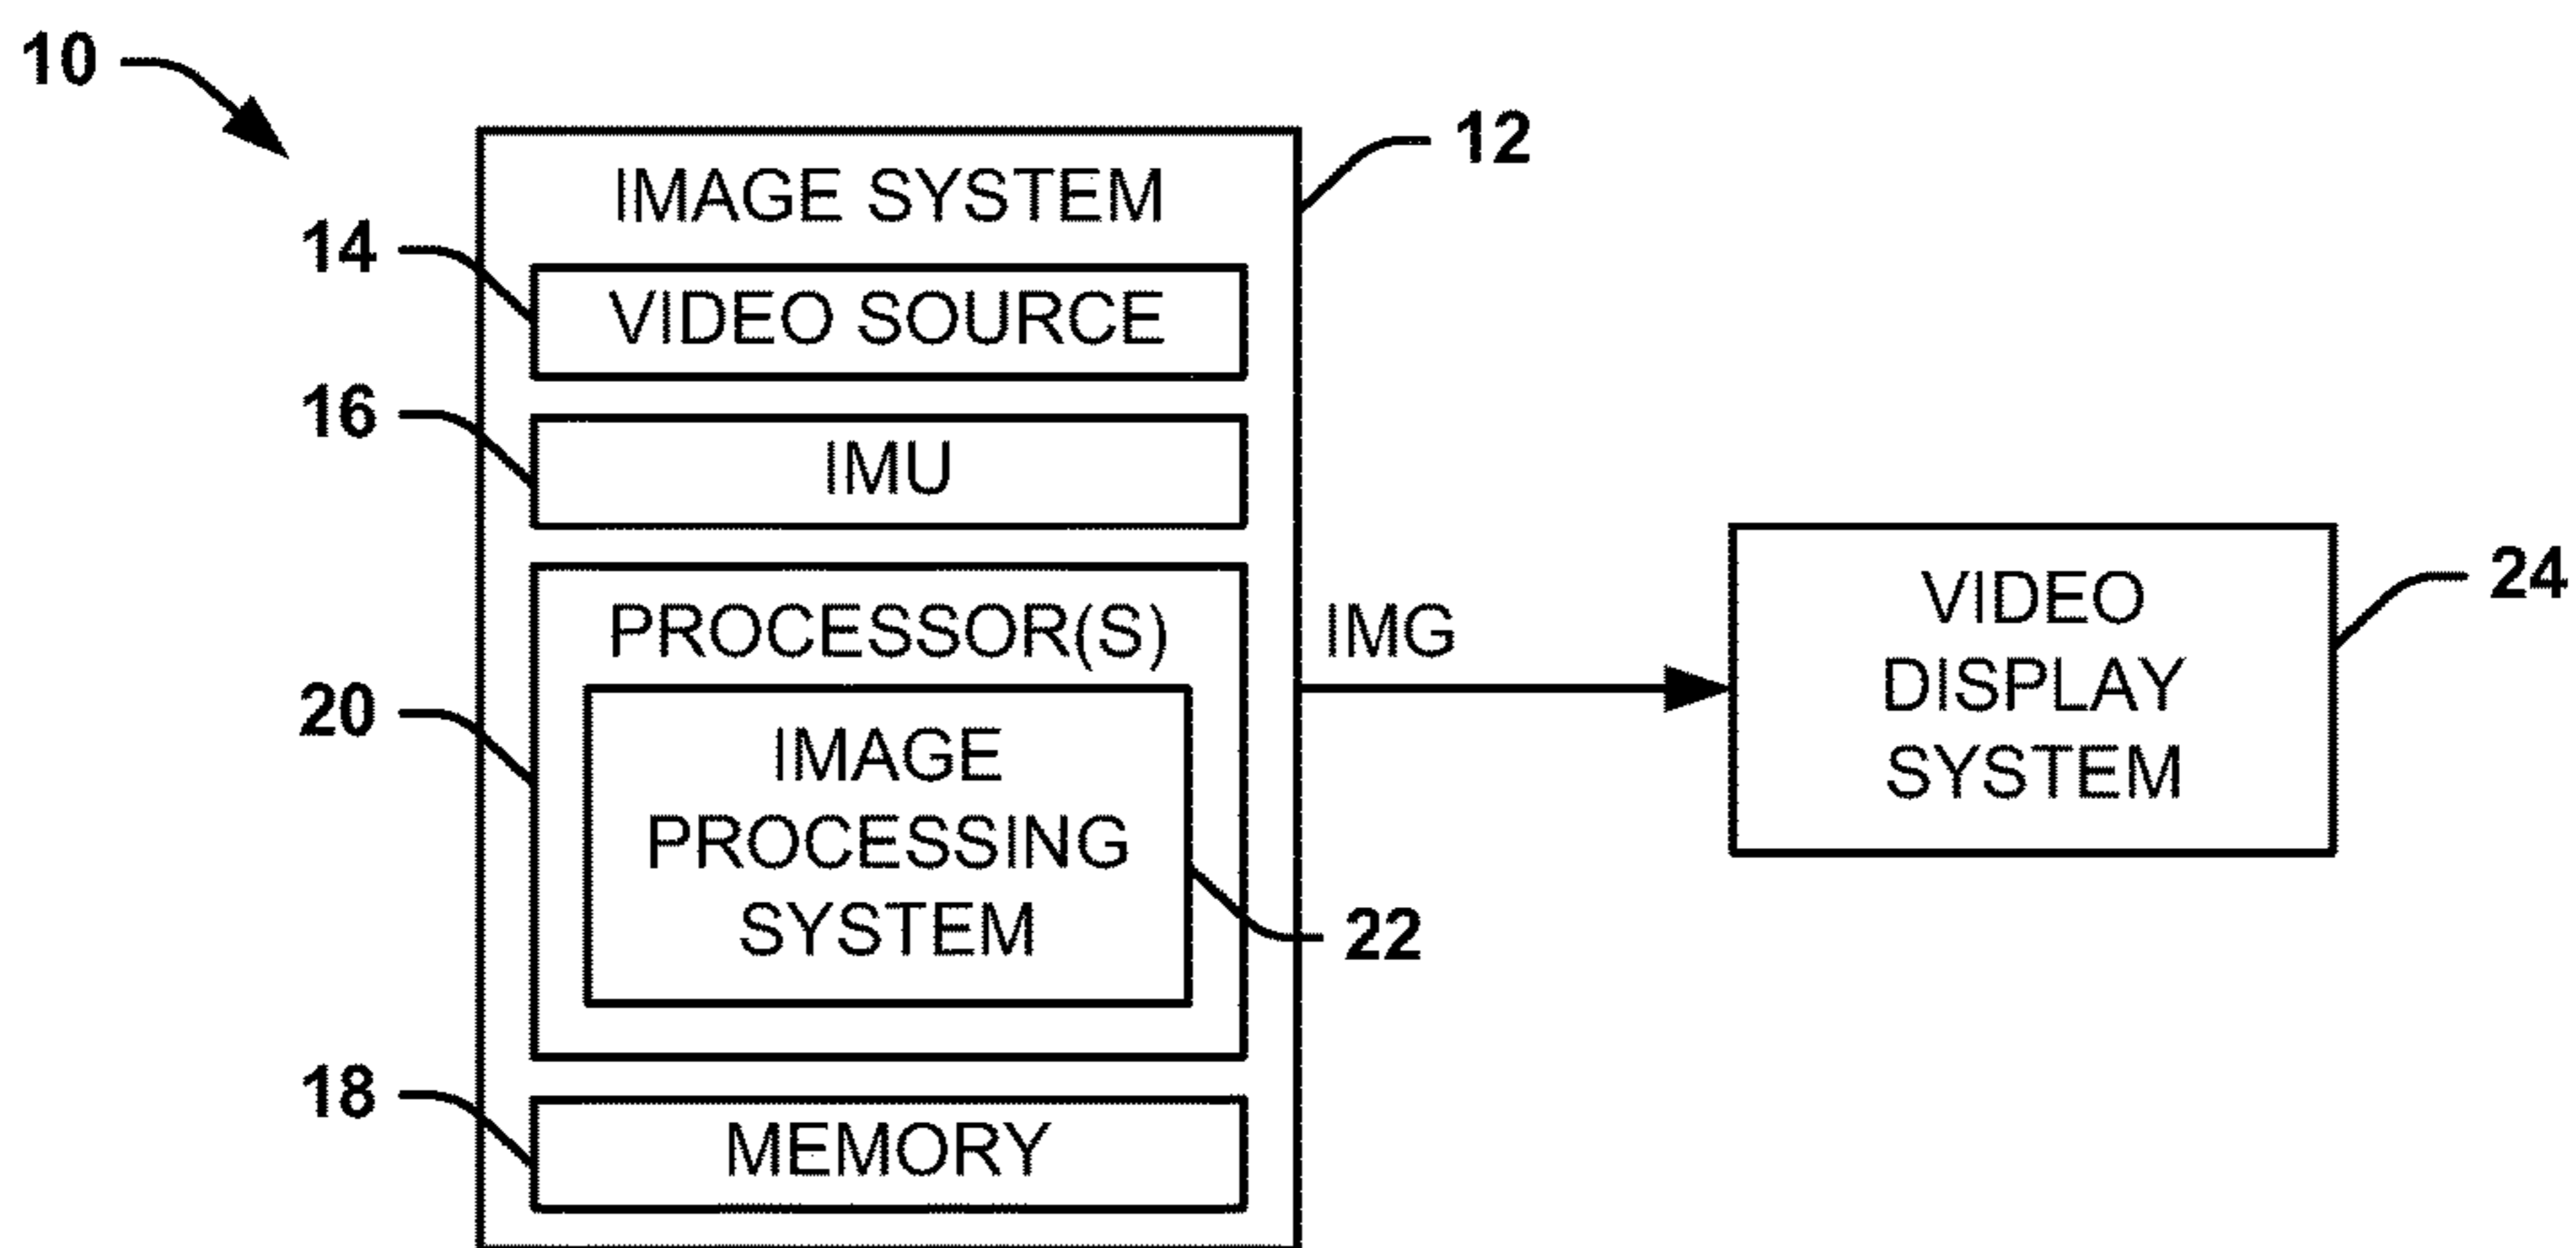 10
12
IMAGE SYSTEM
14
VIDEO SOURCE
16
IMU
PROCESSOR(S)
20
IMAGE
PROCESSING
SYSTEM
22
18
MEMORY
IMG
VIDEO
DISPLAY
SYSTEM
24